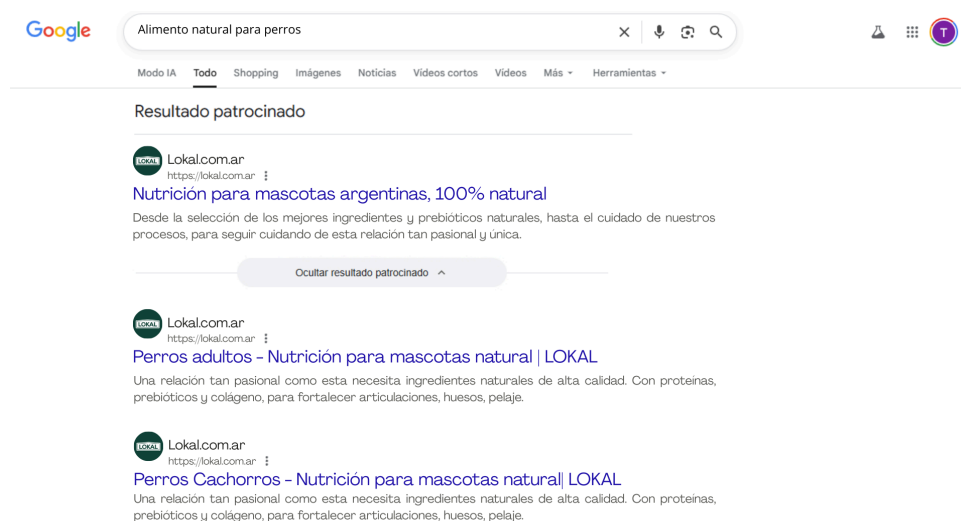 Google
Alimento natural para perros
T
Modo IA Todo Shopping Imágenes Noticias Vídeos cortos Vídeos Más Herramientas
Resultado patrocinado
LOKAL
Lokal.com.ar
https://lokal.com.ar
Nutrición para mascotas argentinas, 100% natural
Desde la selección de los mejores ingredientes y prebióticos naturales, hasta el cuidado de nuestros
procesos, para seguir cuidando de esta relación tan pasional y única.
Ocultar resultado patrocinado
LOKAL
Lokal.com.ar
https://lokal.com.ar
Perros adultos - Nutrición para mascotas natural | LOKAL
Una relación tan pasional como esta necesita ingredientes naturales de alta calidad. Con proteínas,
prebióticos y colágeno, para fortalecer articulaciones, huesos, pelaje.
LOKAL
Lokal.com.ar
https://lokal.com.ar
Perros Cachorros - Nutrición para mascotas natural| LOKAL
Una relación tan pasional como esta necesita ingredientes naturales de alta calidad. Con proteínas,
prebióticos y colágeno, para fortalecer articulaciones, huesos, pelaje.